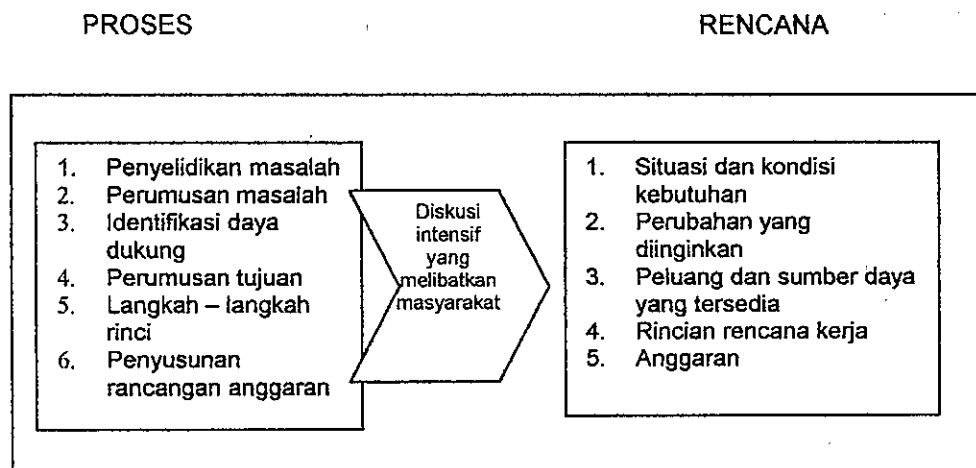 PROSES
RENCANA
1. Penyelidikan masalah
2. Perumusan masalah
3. Identifikasi daya
dukung
4. Perumusan tujuan
5. Langkah – langkah
rinci
6. Penyusunan
rancangan anggaran
Diskusi
intensif
yang
melibatkan
masyarakat
1. Situasi dan kondisi
kebutuhan
2. Perubahan yang
diinginkan
3. Peluang dan sumber daya
yang tersedia
4. Rincian rencana kerja
5. Anggaran